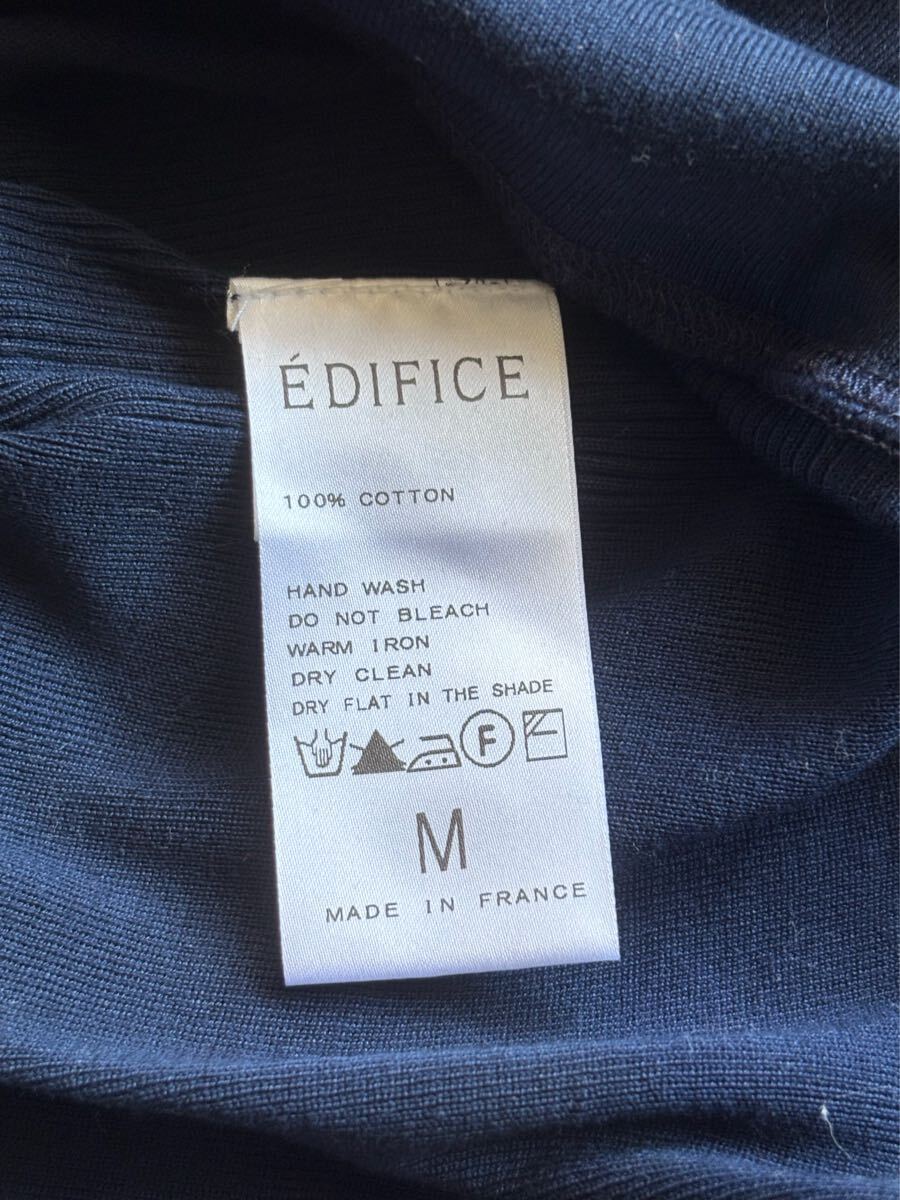 ÉDIFICE
100% COTTON
HAND WASH
DO NOT BLEACH
WARM IRON
DRY CLEAN
DRY FLAT IN THE SHADE
F
M
MADE IN FRANCE